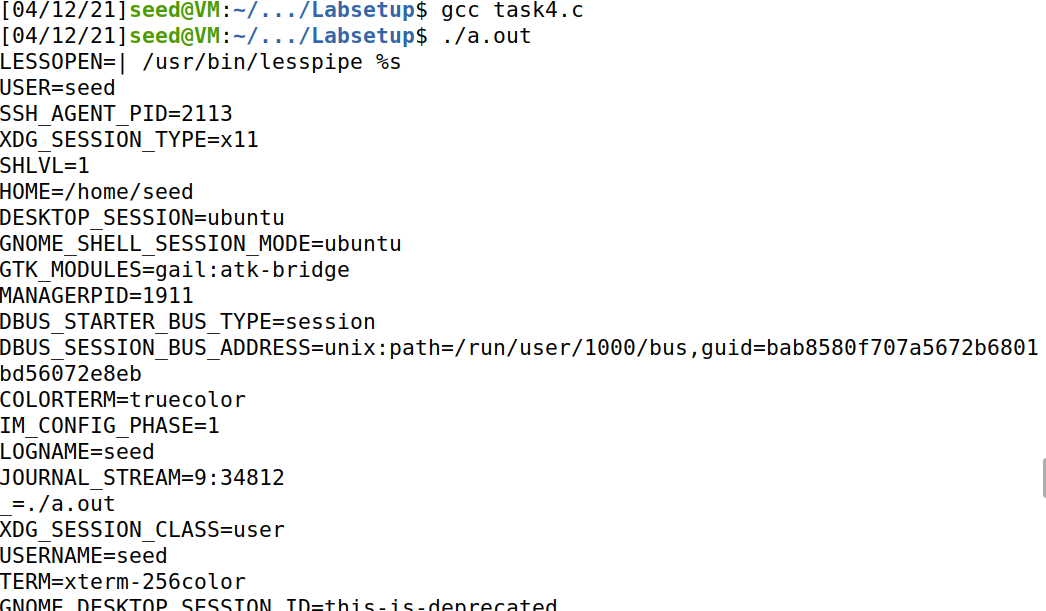 [04/12/21]seed@VM:~/.../Labsetup$ gcc task4.c
[04/12/21]seed@VM:~/.../Labsetup$ ./a.out
LESSOPEN=| /usr/bin/lesspipe %s
USER=seed
SSH_AGENT_PID=2113
XDG_SESSION_TYPE=x11
SHLVL=1
HOME=/home/seed
DESKTOP_SESSION=ubuntu
GNOME_SHELL_SESSION_MODE=ubuntu
GTK_MODULES=gail:atk-bridge
MANAGERPID=1911
DBUS_STARTER_BUS_TYPE=session
DBUS_SESSION_BUS_ADDRESS=unix:path=/run/user/1000/bus,guid=bab8580f707a5672b6801
bd56072e8eb
COLORTERM=truecolor
IM_CONFIG_PHASE=1
LOGNAME=seed
JOURNAL_STREAM=9:34812
_=./a.out
XDG_SESSION_CLASS=user
USERNAME=seed
TERM=xterm-256color
GNOME_DESKTOP_SESSION_ID=this-is-deprecated